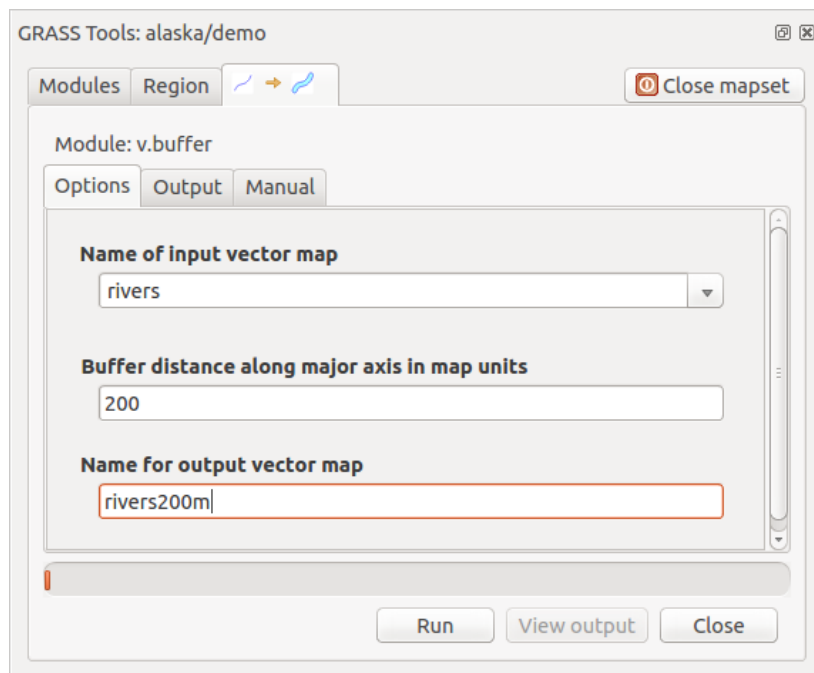 GRASS Tools: alaska/demo
Modules Region Close mapset
Module: v.buffer
Options Output Manual
Name of input vector map
rivers
Buffer distance along major axis in map units
200
Name for output vector map
rivers200m
Run View output Close